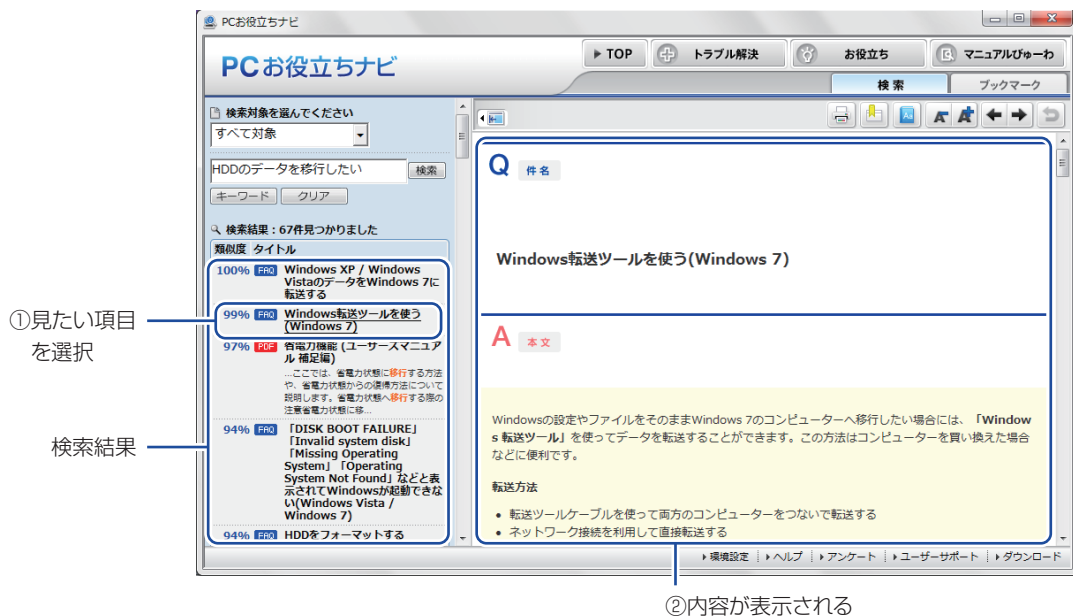 PCお役立ちナビ
PCお役立ちナビ
TOP
トラブル解決
お役立ち
マニュアルびゅーわ
検索
ブックマーク
検索対象を選んでください
すべて対象
HDDのデータを移行したい
検索
キーワード
クリア
検索結果：67件見つかりました
類似度 タイトル
100% FAQ Windows XP / Windows
VistaのデータをWindows 7に
転送する
99% FAQ Windows転送ツールを使う
(Windows 7)
97% PDF 省電力機能 (ユーザーズマニュア
ル 補足編)
...ここでは、省電力状態に移行する方法
や、省電力状態からの復帰方法について
説明します。省電力状態へ移行する際の
注意省電力状態に移...
94% FAQ 「DISK BOOT FAILURE」
「Invalid system disk」
「Missing Operating
System」「Operating
System Not Found」などと表
示されてWindowsが起動できな
い(Windows Vista /
Windows 7)
94% FAQ HDDをフォーマットする
Q 件名
Windows転送ツールを使う(Windows 7)
A 本文
Windowsの設定やファイルをそのままWindows 7のコンピューターへ移行したい場合には、「Window
s 転送ツール」を使ってデータを転送することができます。この方法はコンピューターを買い換えた場合
などに便利です。
転送方法
• 転送ツールケーブルを使って両方のコンピューターをつないで転送する
• ネットワーク接続を利用して直接転送する
環境設定
ヘルプ
アンケート
ユーザーサポート
ダウンロード
①見たい項目
を選択
検索結果
②内容が表示される